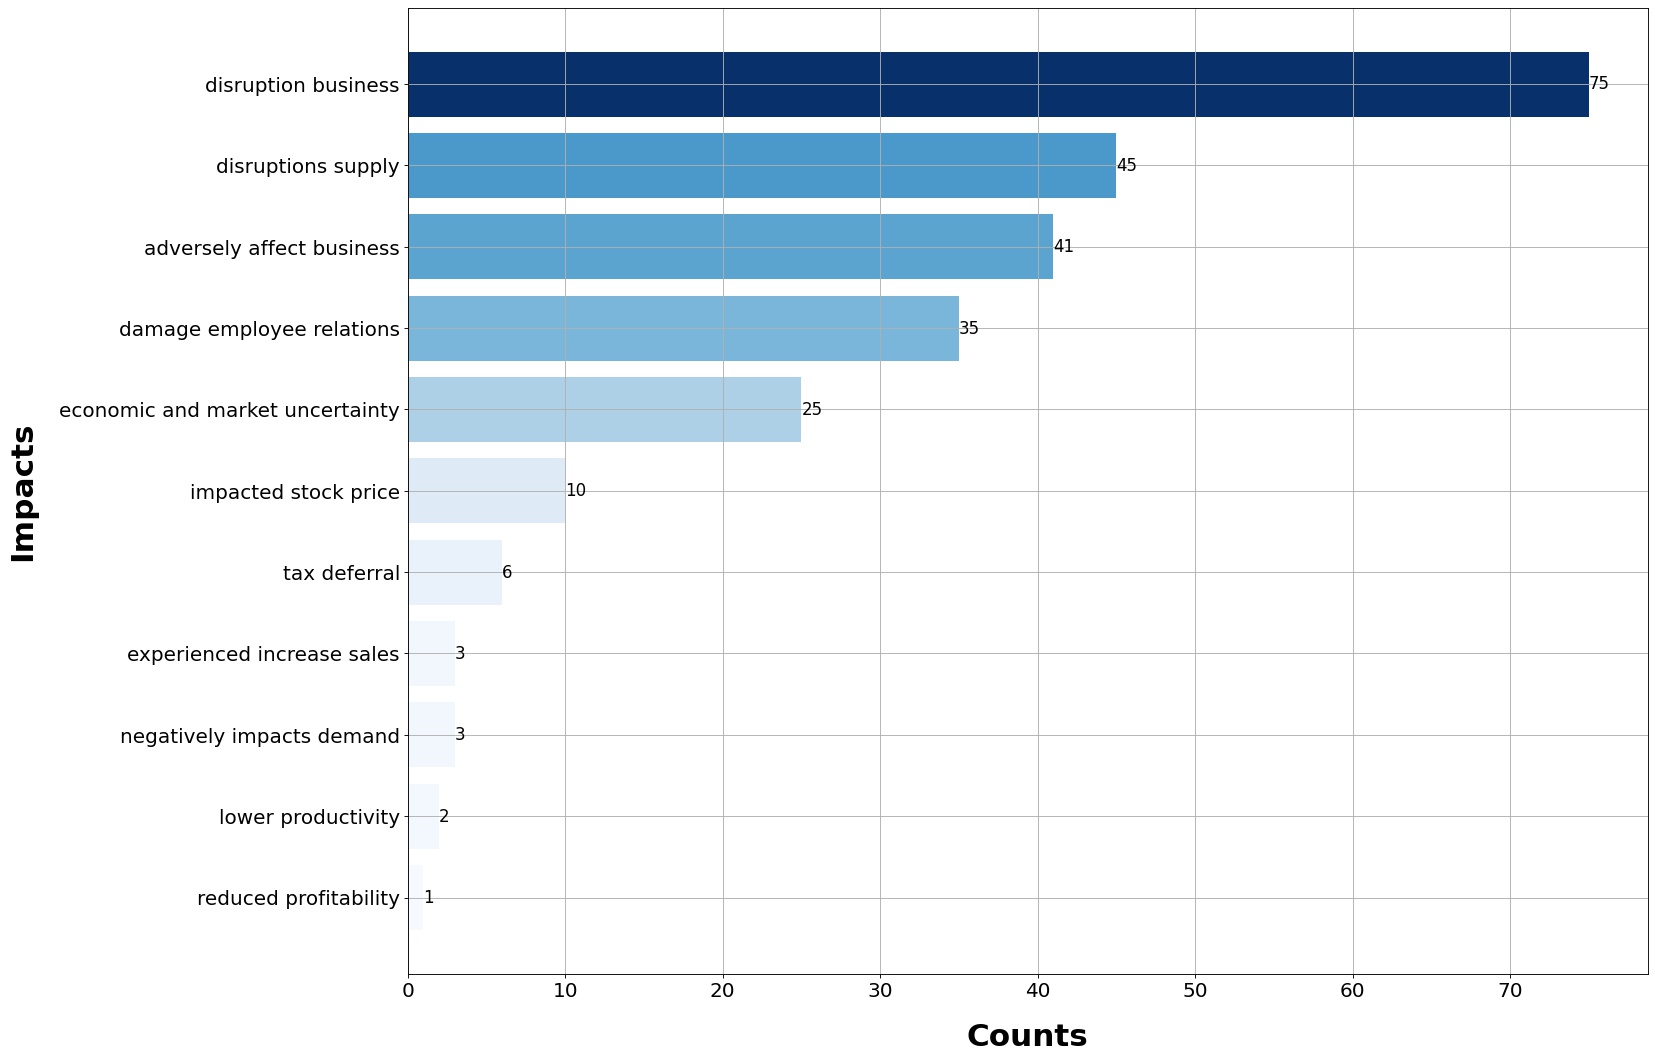 disruption business
75
disruptions supply
45
adversely affect business
41
damage employee relations
35
economic and market uncertainty
25
impacted stock price
10
tax deferral
6
experienced increase sales
3
negatively impacts demand
3
lower productivity
2
reduced profitability
1
Impacts
0 10 20 30 40 50 60 70
Counts